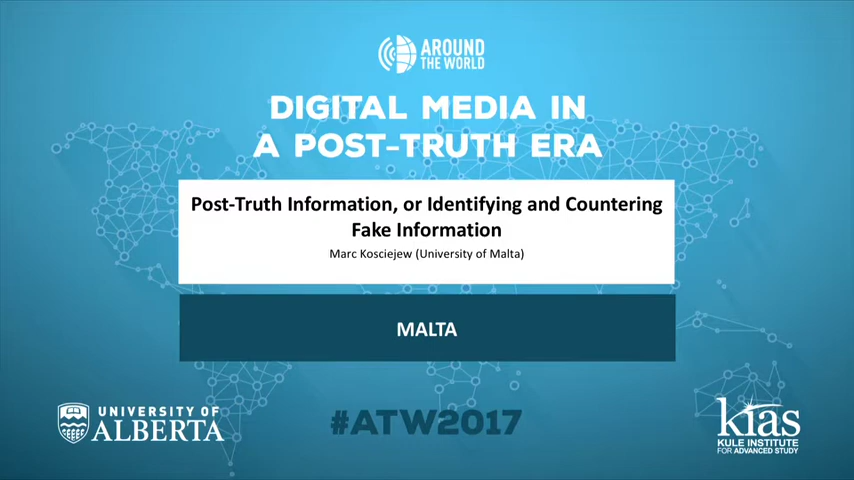 AROUND
THE WORLD
DIGITAL MEDIA IN
A POST-TRUTH ERA
Post-Truth Information, or Identifying and Countering
Fake Information
Marc Kosciejew (University of Malta)
MALTA
UNIVERSITY OF
ALBERTA
#ATW2017
kias
KULE INSTITUTE
FOR ADVANCED STUDY